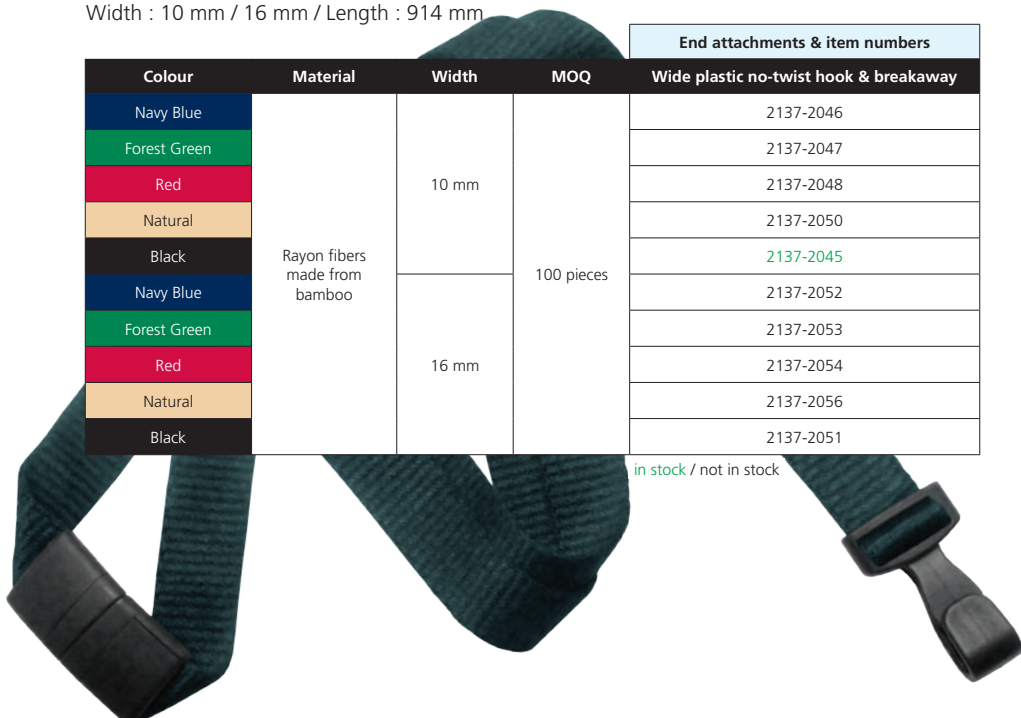 Width : 10 mm / 16 mm / Length : 914 mm
End attachments & item numbers
Colour Material Width MOQ Wide plastic no-twist hook & breakaway
Navy Blue 2137-2046
Forest Green 2137-2047
Red 10 mm 2137-2048
Natural 2137-2050
Black 2137-2045
Rayon fibers
made from
bamboo
100 pieces
Navy Blue 2137-2052
Forest Green 2137-2053
Red 16 mm 2137-2054
Natural 2137-2056
Black 2137-2051
in stock / not in stock